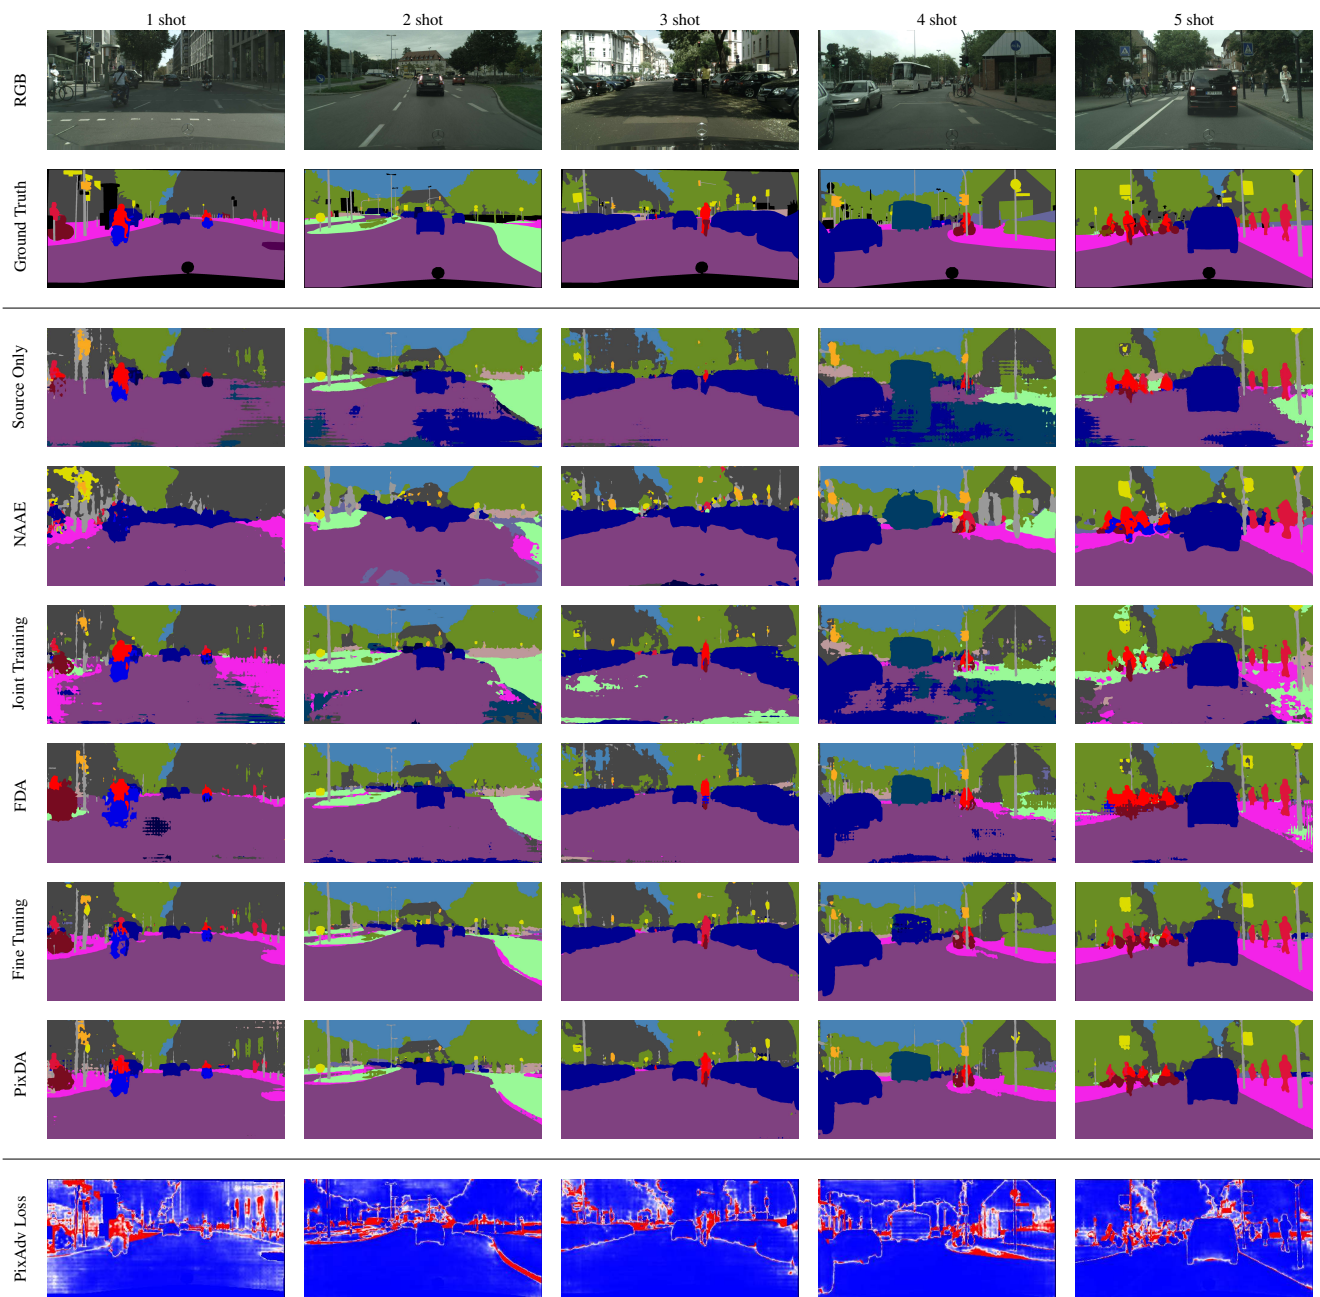 1 shot 2 shot 3 shot 4 shot 5 shot
RGB
Ground Truth
Source Only
NAAE
Joint Training
FDA
Fine Tuning
PixDA
PixAdv Loss